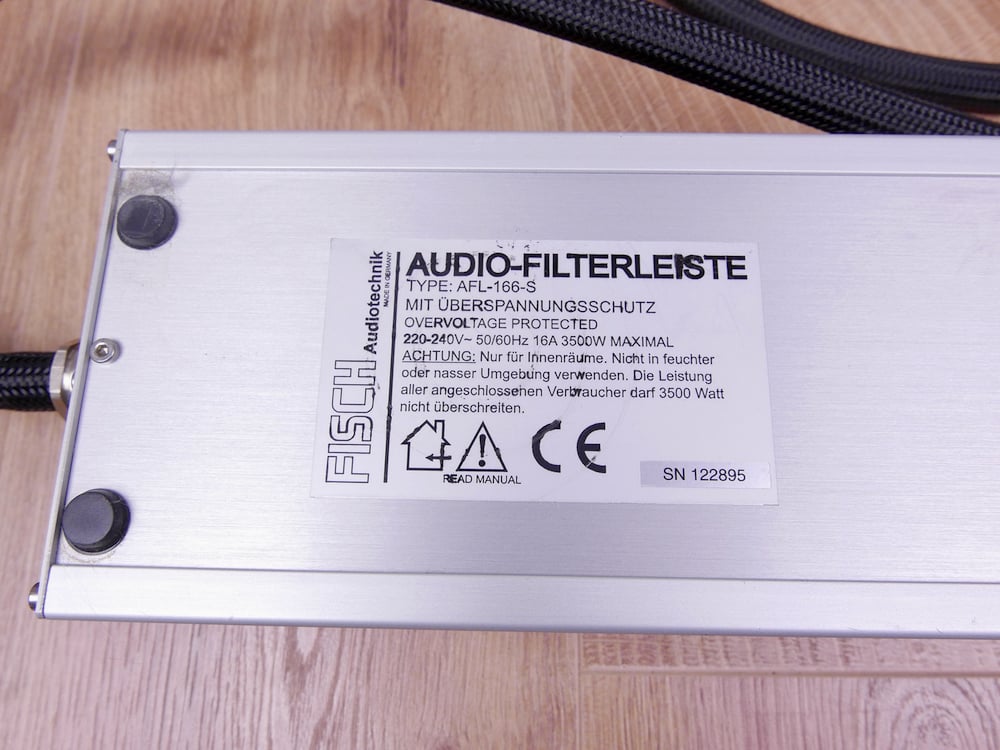 FISCH
Audiotechnik
MADE IN GERMANY
AUDIO-FILTERLEISTE
TYPE: AFL-166-S
MIT ÜBERSPANNUNGSSCHUTZ
OVERVOLTAGE PROTECTED
220-240V~ 50/60Hz 16A 3500W MAXIMAL
ACHTUNG: Nur für Innenräume. Nicht in feuchter
oder nasser Umgebung verwenden. Die Leistung
aller angeschlossenen Verbraucher darf 3500 Watt
nicht überschreiten.
CE
READ MANUAL
SN 122895